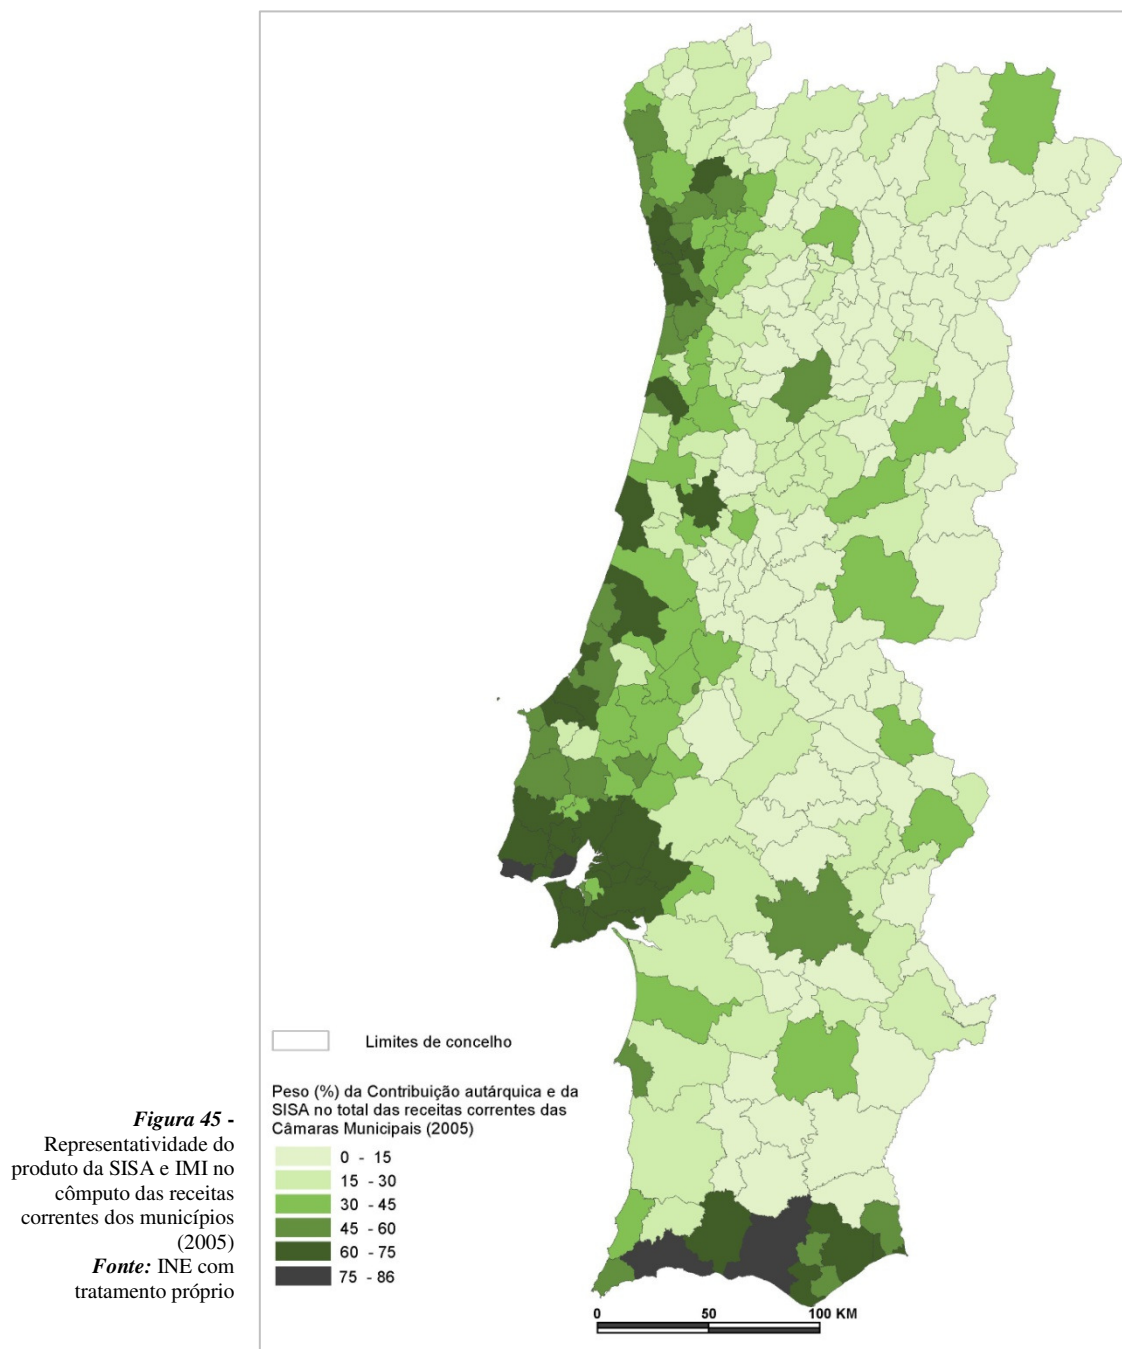 Limites de concelho
Peso (%) da Contribuição autárquica e da
SISA no total das receitas correntes das
Câmaras Municipais (2005)
0 - 15
15 - 30
30 - 45
45 - 60
60 - 75
75 - 86
0 50 100 KM
Figura 45 -
Representatividade do
produto da SISA e IMI no
cômputo das receitas
correntes dos municípios
(2005)
Fonte: INE com
tratamento próprio